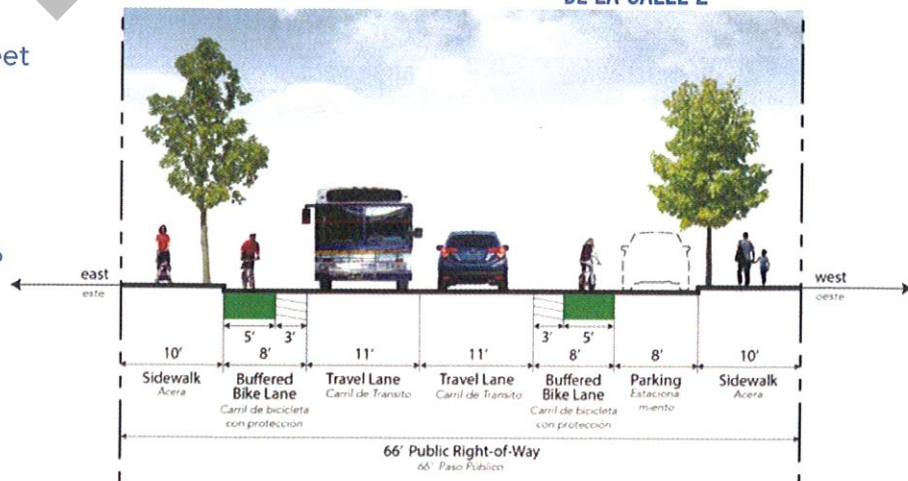 DE LA CALLE 2
eet
east
este
west
oeste
5' 3'
3' 5'
10' 8' 11' 11' 8' 8' 10'
Sidewalk
Acera
Buffered
Bike Lane
Carril de bicicleta
con protección
Travel Lane
Carril de Transito
Travel Lane
Carril de Transito
Buffered
Bike Lane
Carril de bicicleta
con protección
Parking
Estaciona
miento
Sidewalk
Acera
66' Public Right-of-Way
66' Paso Público